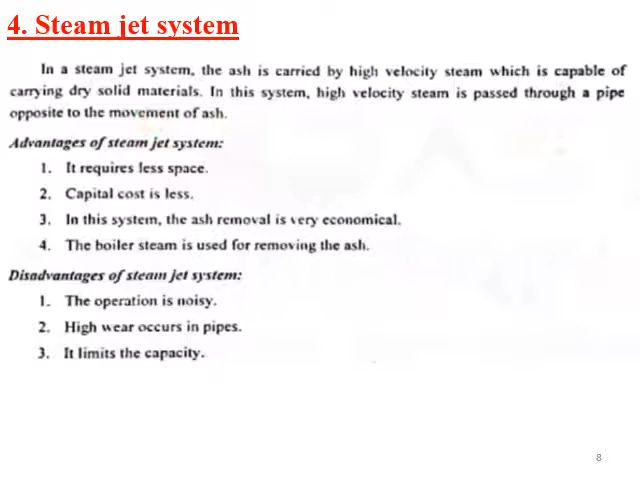 4. Steam jet system
In a steam jet system, the ash is carried by high velocity steam which is capable of
carrying dry solid materials. In this system, high velocity steam is passed through a pipe
opposite to the movement of ash.
Advantages of steam jet system:
1. It requires less space.
2. Capital cost is less.
3. In this system, the ash removal is very economical.
4. The boiler steam is used for removing the ash.
Disadvantages of steam jet system:
1. The operation is noisy.
2. High wear occurs in pipes.
3. It limits the capacity.
8